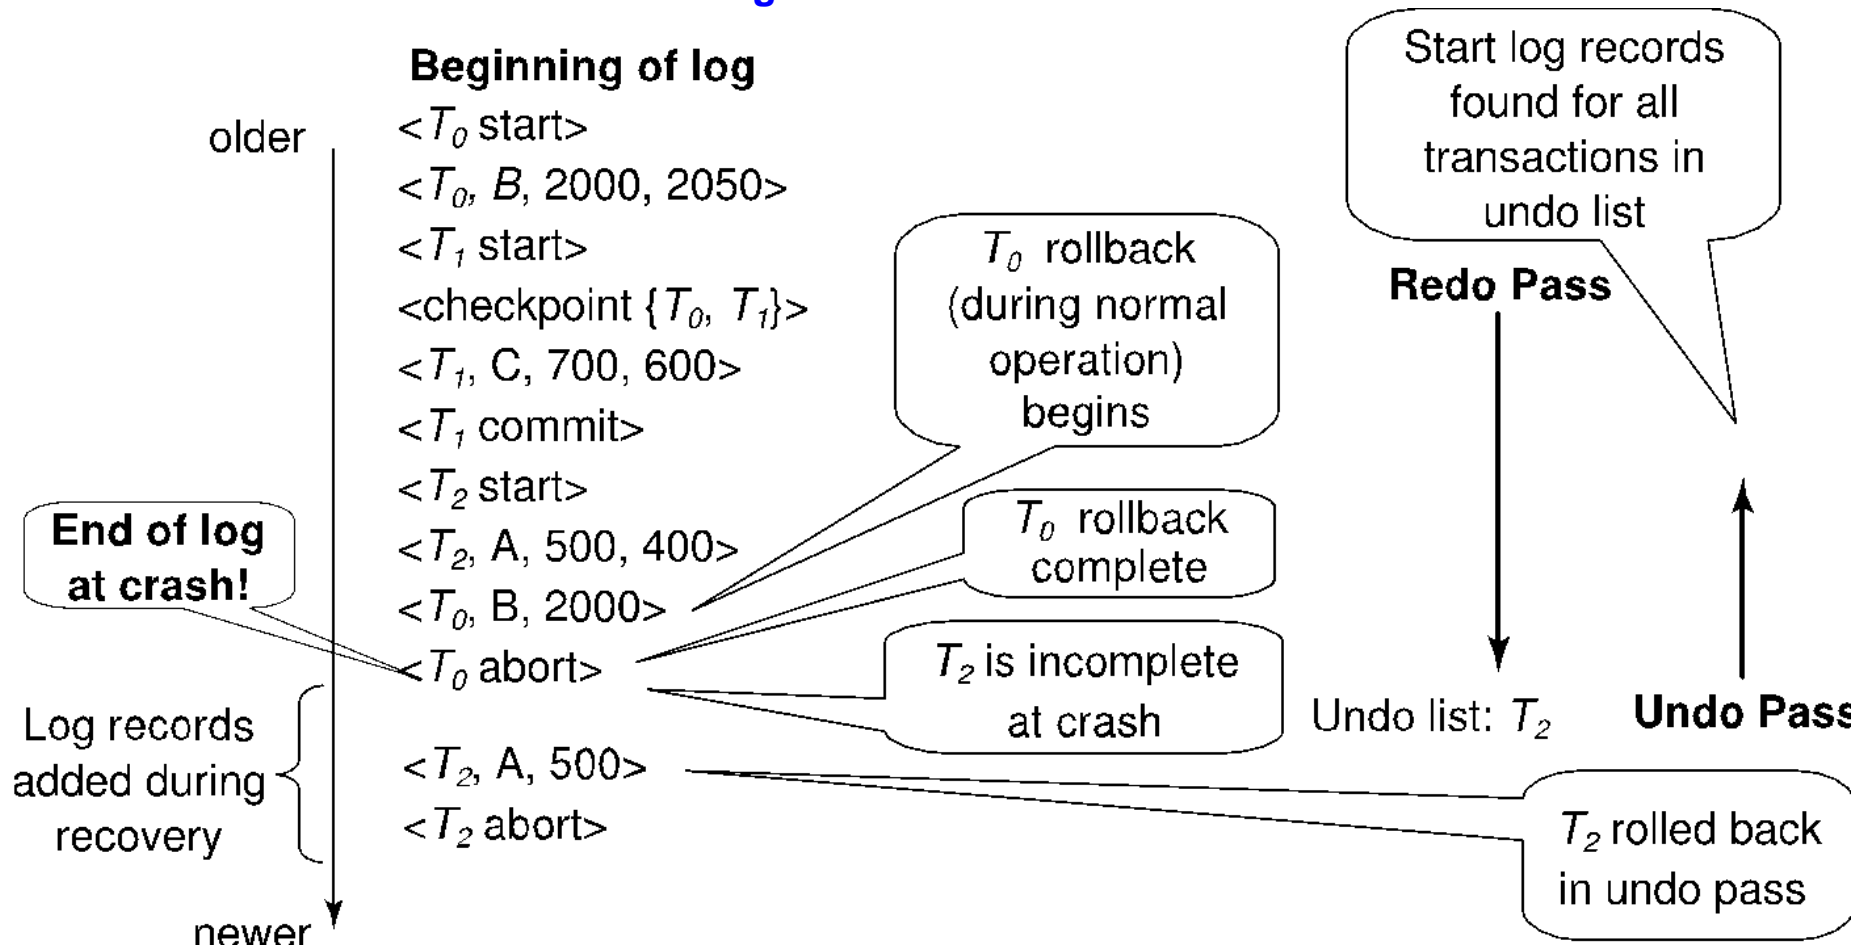 Beginning of log
older
<T0 start>
<T0, B, 2000, 2050>
<T1 start>
<checkpoint {T0, T1}>
<T1, C, 700, 600>
<T1 commit>
<T2 start>
<T2, A, 500, 400>
<T0, B, 2000>
<T0 abort>
<T2, A, 500>
<T2 abort>
newer
End of log
at crash!
Log records
added during
recovery
T0 rollback
(during normal
operation)
begins
T0 rollback
complete
T2 is incomplete
at crash
Start log records
found for all
transactions in
undo list
Redo Pass
Undo list: T2
Undo Pass
T2 rolled back
in undo pass